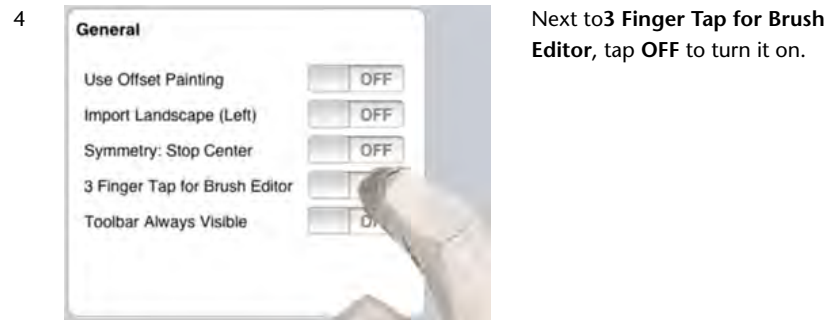 4
General
Use Offset Painting OFF
Import Landscape (Left) OFF
Symmetry: Stop Center OFF
3 Finger Tap for Brush Editor
Toolbar Always Visible
Next to3 Finger Tap for Brush
Editor, tap OFF to turn it on.